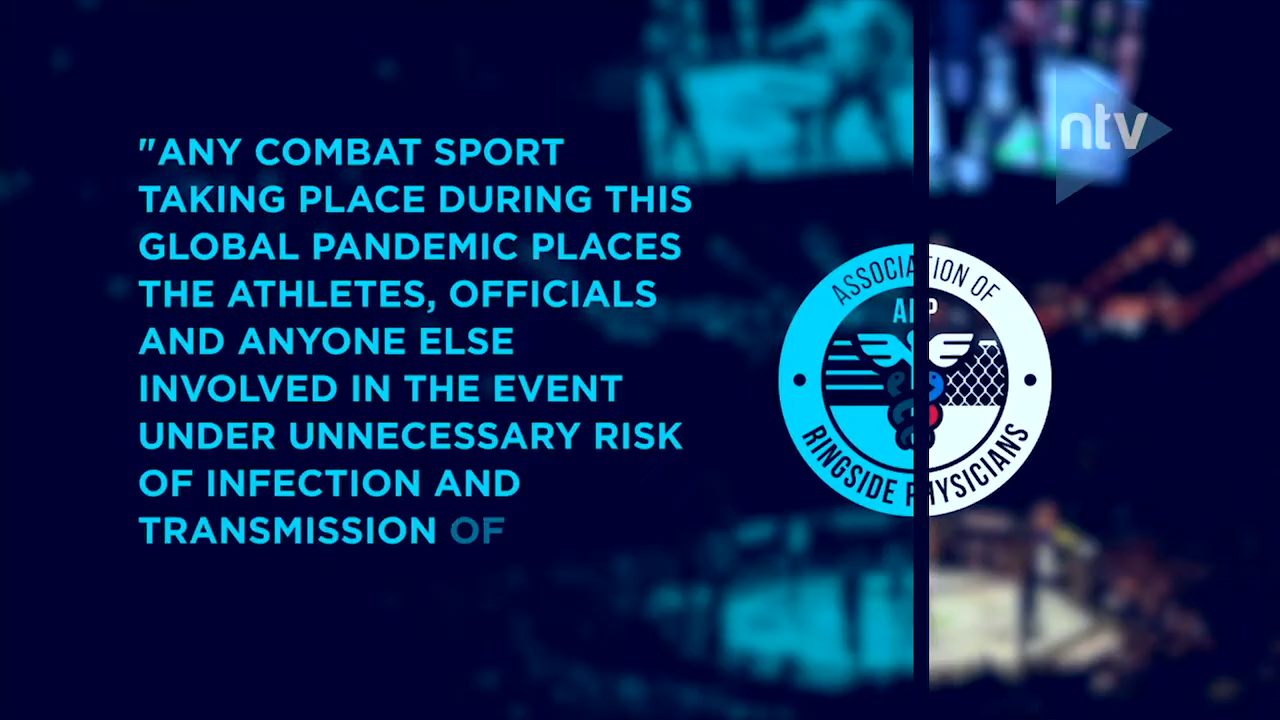 "ANY COMBAT SPORT
TAKING PLACE DURING THIS
GLOBAL PANDEMIC PLACES
THE ATHLETES, OFFICIALS
AND ANYONE ELSE
INVOLVED IN THE EVENT
UNDER UNNECESSARY RISK
OF INFECTION AND
TRANSMISSION OF
ntv
ASSOCIATION OF
ARP
RINGSIDE PHYSICIANS